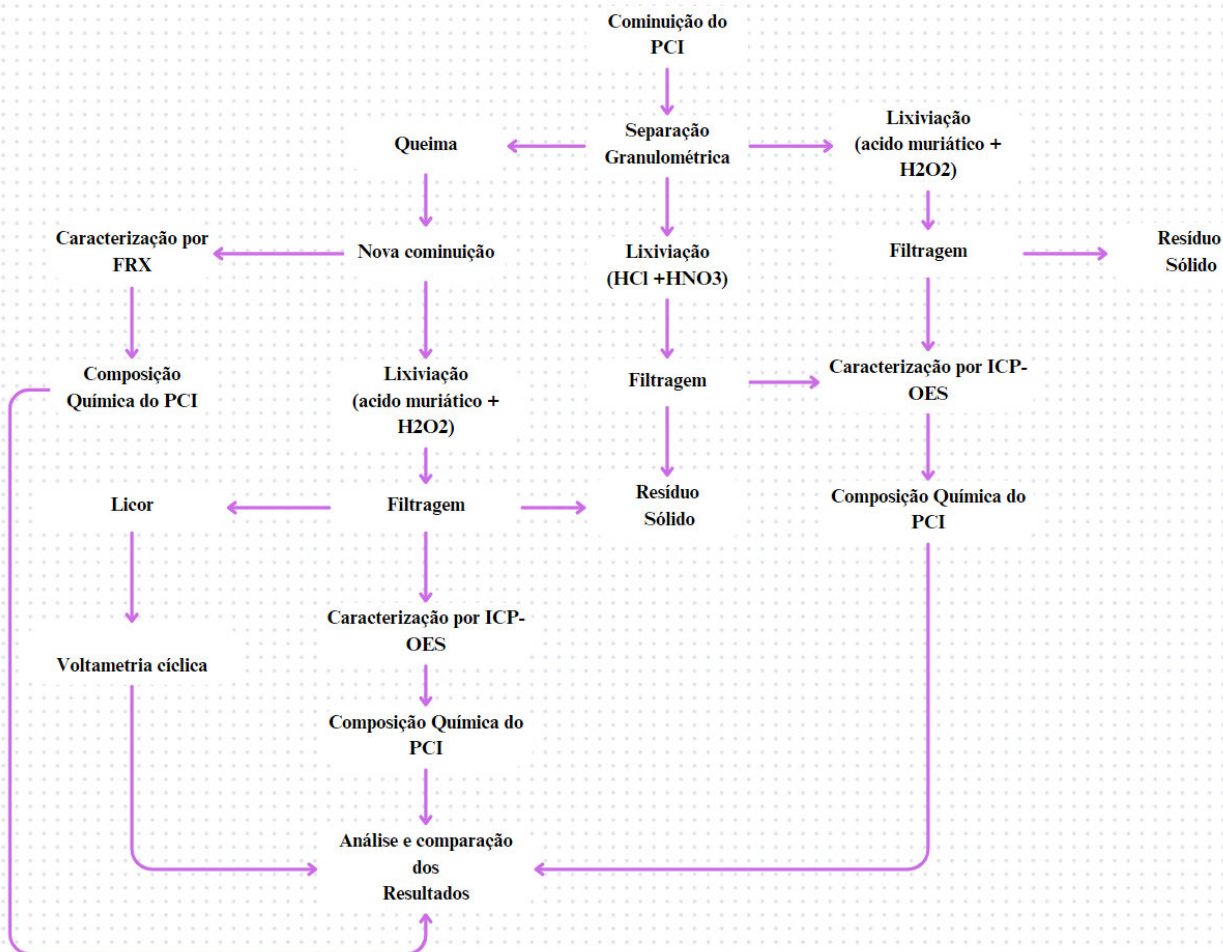 Cominuição do
PCI
Queima
Separação
Granulométrica
Lixiviação
(acido muriático +
H2O2)
Caracterização por
FRX
Nova cominuição
Lixiviação
(HCl +HNO3)
Filtragem
Resíduo
Sólido
Composição
Química do PCI
Lixiviação
(acido muriático +
H2O2)
Filtragem
Caracterização por ICP-
OES
Licor
Filtragem
Resíduo
Sólido
Composição Química do
PCI
Voltametria cíclica
Caracterização por ICP-
OES
Composição Química do
PCI
Análise e comparação
dos
Resultados